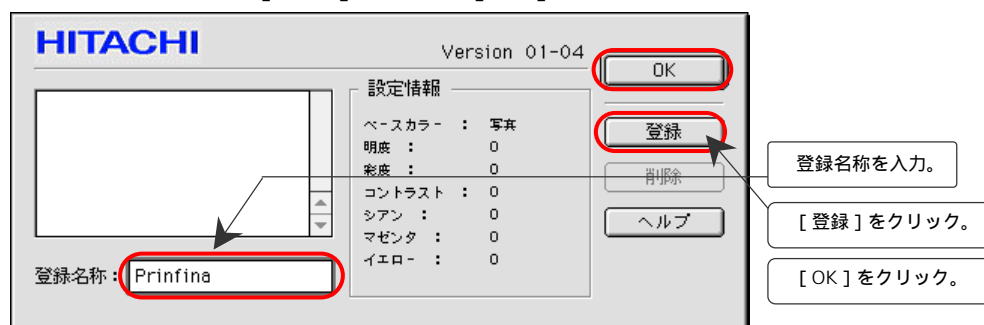 HITACHI
Version 01-04
OK
設定情報
ベースカラー : 写真
明度 : 0
彩度 : 0
コントラスト : 0
シアン : 0
マゼンタ : 0
イエロー : 0
登録
削除
ヘルプ
登録名称: Prinfina
登録名称を入力。
[ 登録 ] をクリック。
[ OK ] をクリック。